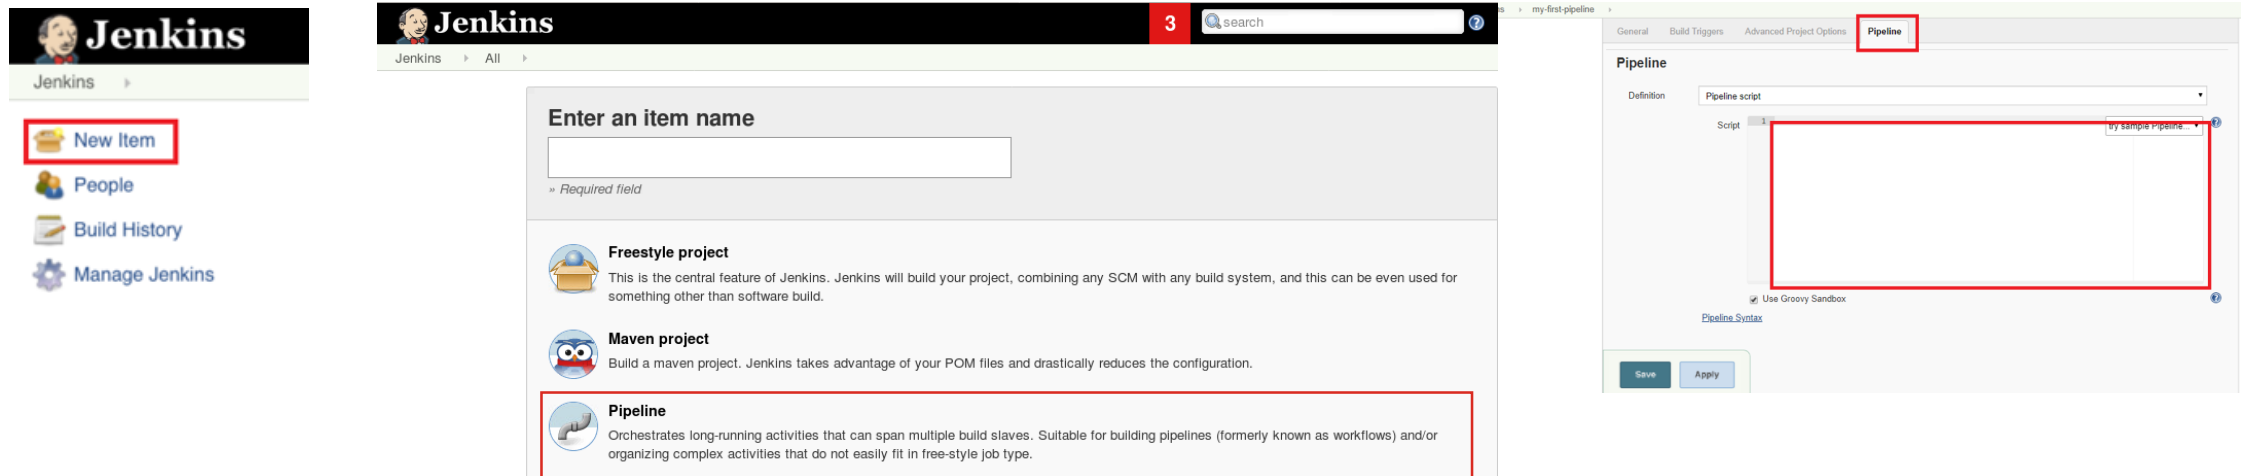 Jenkins
Jenkins
New Item
People
Build History
Manage Jenkins
Jenkins
3
search
Jenkins
All
Enter an item name
» Required field
Freestyle project
This is the central feature of Jenkins. Jenkins will build your project, combining any SCM with any build system, and this can be even used for
something other than software build.
Maven project
Build a maven project. Jenkins takes advantage of your POM files and drastically reduces the configuration.
Pipeline
Orchestrates long-running activities that can span multiple build slaves. Suitable for building pipelines (formerly known as workflows) and/or
organizing complex activities that do not easily fit in free-style job type.
my-first-pipeline
General Build Triggers Advanced Project Options Pipeline
Pipeline
Definition Pipeline script
Script 1 try sample Pipeline...
Use Groovy Sandbox
Pipeline Syntax
Save Apply